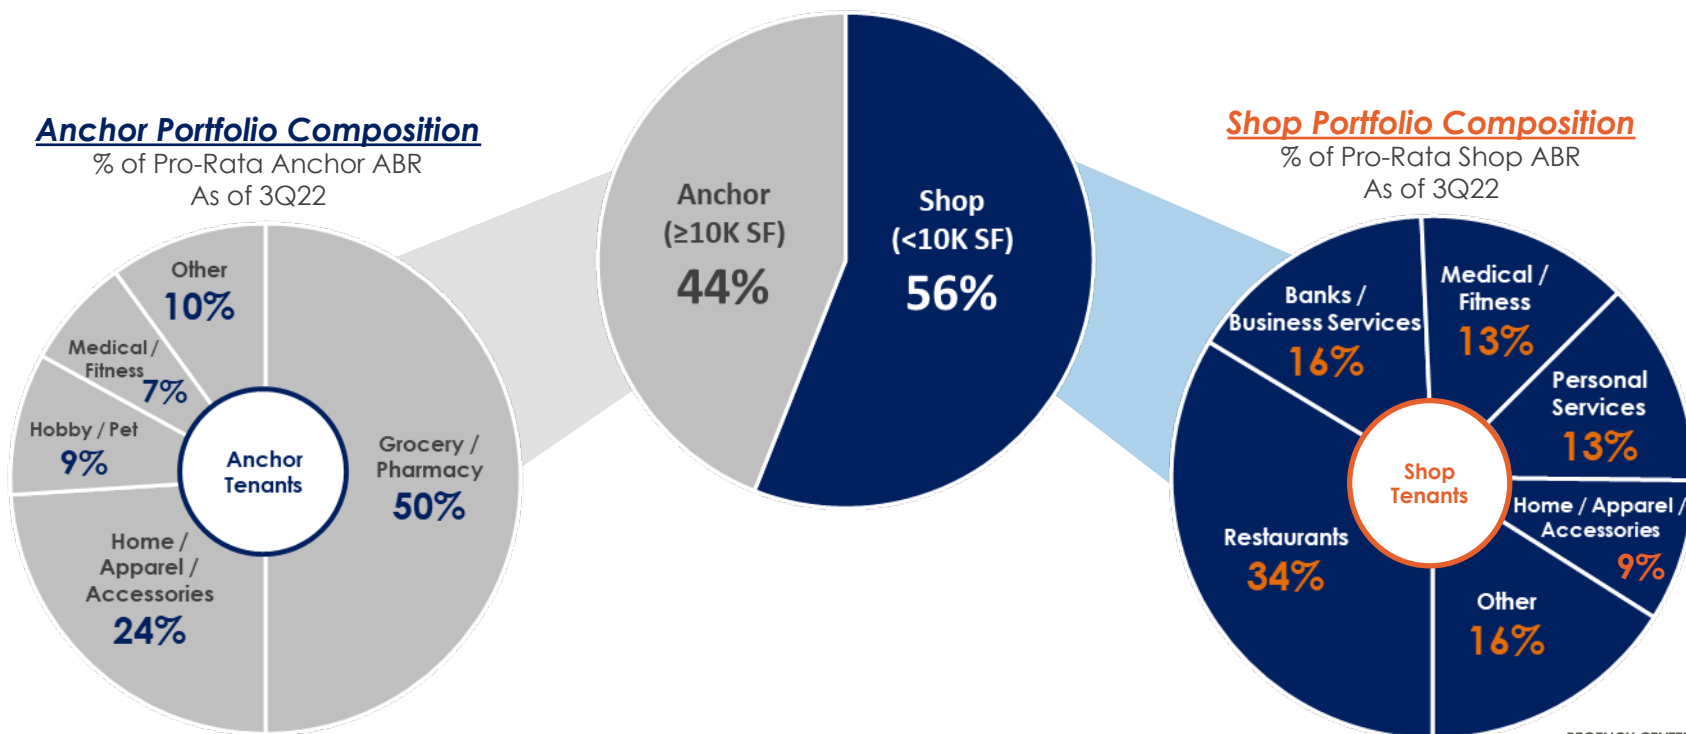 Anchor Portfolio Composition
% of Pro-Rata Anchor ABR
As of 3Q22
Other
10%
Medical /
Fitness
7%
Hobby / Pet
9%
Home /
Apparel /
Accessories
24%
Grocery /
Pharmacy
50%
Anchor
Tenants
Anchor
(≥10K SF)
44%
Shop
(<10K SF)
56%
Shop Portfolio Composition
% of Pro-Rata Shop ABR
As of 3Q22
Banks /
Business Services
16%
Medical /
Fitness
13%
Personal
Services
13%
Home / Apparel /
Accessories
9%
Other
16%
Restaurants
34%
Shop
Tenants